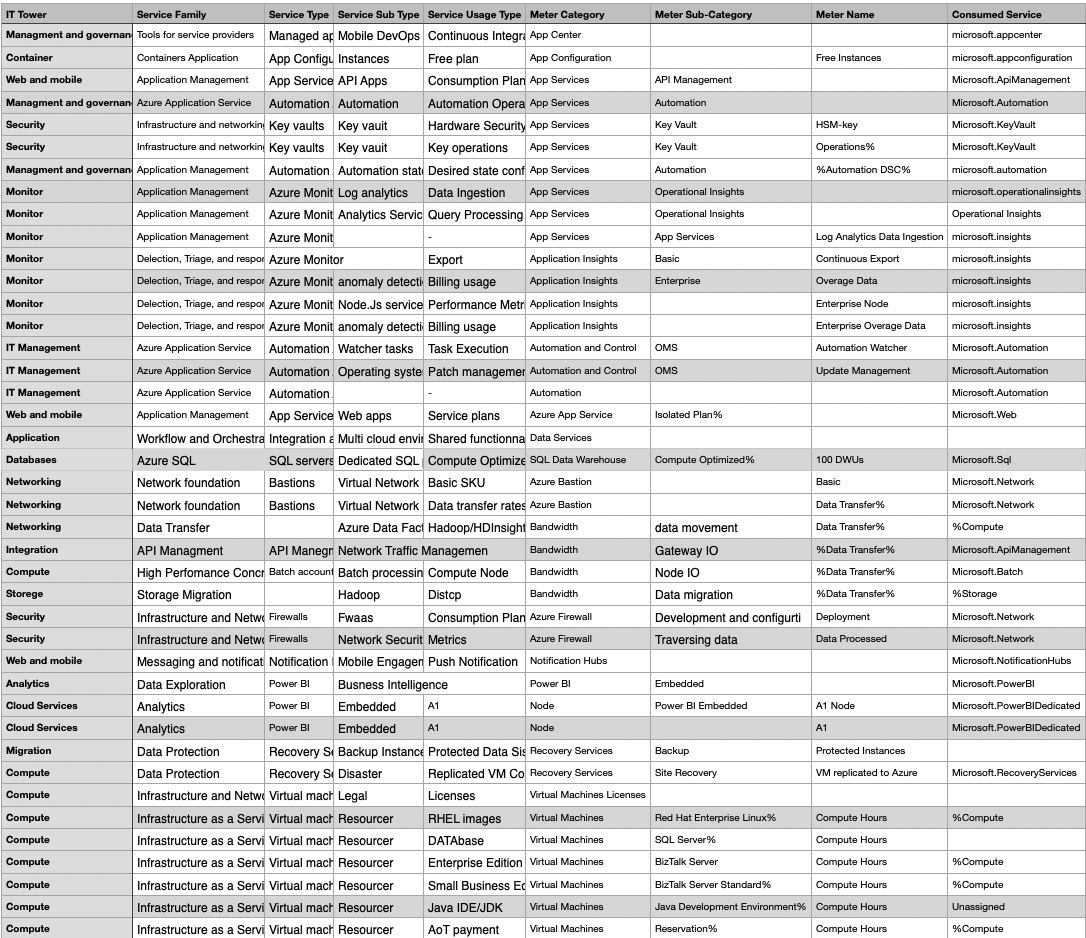 IT Tower Service Family Service Type Service Sub Type Service Usage Type Meter Category Meter Sub-Category Meter Name Consumed Service
Managment and governan Tools for service providers Managed ap Mobile DevOps Continuous Integra App Center microsoft.appcenter
Container Containers Application App Configu Instances Free plan App Configuration Free Instances microsoft.appconfiguration
Web and mobile Application Management App Service API Apps Consumption Plan App Services API Management Microsoft.ApiManagement
Managment and governan Azure Application Service Automation Automation Automation Opera App Services Automation Microsoft.Automation
Security Infrastructure and networking Key vaults Key vauit Hardware Security App Services Key Vault HSM-key Microsoft.KeyVault
Security Infrastructure and networking Key vaults Key vauit Key operations App Services Key Vault Operations% Microsoft.KeyVault
Managment and governan Application Management Automation Automation stat Desired state conf App Services Automation %Automation DSC% microsoft.automation
Monitor Application Management Azure Monit Log analytics Data Ingestion App Services Operational Insights microsoft.operationalinsights
Monitor Application Management Azure Monit Analytics Servic Query Processing App Services Operational Insights Operational Insights
Monitor Application Management Azure Monit - App Services App Services Log Analytics Data Ingestion microsoft.insights
Monitor Delection, Triage, and respor Azure Monitor Export Application Insights Basic Continuous Export microsoft.insights
Monitor Delection, Triage, and respor Azure Monit anomaly detecti Billing usage Application Insights Enterprise Overage Data microsoft.insights
Monitor Delection, Triage, and respor Azure Monit Node.Js service Performance Metr Application Insights Enterprise Node microsoft.insights
Monitor Delection, Triage, and respor Azure Monit anomaly detecti Billing usage Application Insights Enterprise Overage Data microsoft.insights
IT Management Azure Application Service Automation Watcher tasks Task Execution Automation and Control OMS Automation Watcher Microsoft.Automation
IT Management Azure Application Service Automation Operating syste Patch managemer Automation and Control OMS Update Management Microsoft.Automation
IT Management Azure Application Service Automation - Automation Microsoft.Automation
Web and mobile Application Management App Service Web apps Service plans Azure App Service Isolated Plan% Microsoft.Web
Application Workflow and Orchestra Integration a Multi cloud envir Shared functionna Data Services
Databases Azure SQL SQL servers Dedicated SQL Compute Optimize SQL Data Warehouse Compute Optimized% 100 DWUs Microsoft.Sql
Networking Network foundation Bastions Virtual Network Basic SKU Azure Bastion Basic Microsoft.Network
Networking Network foundation Bastions Virtual Network Data transfer rates Azure Bastion Data Transfer% Microsoft.Network
Networking Data Transfer Azure Data Fact Hadoop/HDInsight Bandwidth data movement Data Transfer% %Compute
Integration API Managment API Manegn Network Traffic Managemen Bandwidth Gateway IO %Data Transfer% Microsoft.ApiManagement
Compute High Perfomance Concr Batch account Batch processin Compute Node Bandwidth Node IO %Data Transfer% Microsoft.Batch
Storege Storage Migration Hadoop Distcp Bandwidth Data migration %Data Transfer% %Storage
Security Infrastructure and Netwo Firewalls Fwaas Consumption Plan Azure Firewall Development and configurti Deployment Microsoft.Network
Security Infrastructure and Netwo Firewalls Network Securit Metrics Azure Firewall Traversing data Data Processed Microsoft.Network
Web and mobile Messaging and notificati Notification Mobile Engagen Push Notification Notification Hubs Microsoft.NotificationHubs
Analytics Data Exploration Power BI Busness Intelligence Power BI Embedded Microsoft.PowerBI
Cloud Services Analytics Power BI Embedded A1 Node Power BI Embedded A1 Node Microsoft.PowerBIDedicated
Cloud Services Analytics Power BI Embedded A1 Node A1 Microsoft.PowerBIDedicated
Migration Data Protection Recovery Se Backup Instance Protected Data Sis Recovery Services Backup Protected Instances
Compute Data Protection Recovery Se Disaster Replicated VM Co Recovery Services Site Recovery VM replicated to Azure Microsoft.RecoveryServices
Compute Infrastructure and Netwo Virtual mach Legal Licenses Virtual Machines Licenses
Compute Infrastructure as a Servi Virtual mach Resourcer RHEL images Virtual Machines Red Hat Enterprise Linux% Compute Hours %Compute
Compute Infrastructure as a Servi Virtual mach Resourcer DATAbase Virtual Machines SQL Server% Compute Hours
Compute Infrastructure as a Servi Virtual mach Resourcer Enterprise Edition Virtual Machines BizTalk Server Compute Hours %Compute
Compute Infrastructure as a Servi Virtual mach Resourcer Small Business Ec Virtual Machines BizTalk Server Standard% Compute Hours %Compute
Compute Infrastructure as a Servi Virtual mach Resourcer Java IDE/JDK Virtual Machines Java Development Environment% Compute Hours Unassigned
Compute Infrastructure as a Servi Virtual mach Resourcer AoT payment Virtual Machines Reservation% Compute Hours %Compute